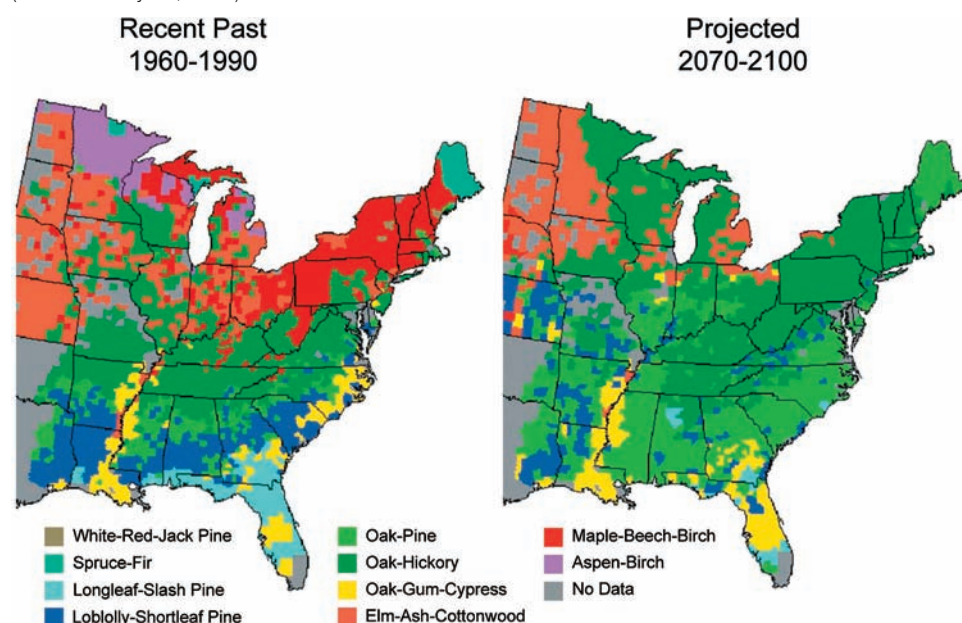 Recent Past
1960-1990
Projected
2070-2100
White-Red-Jack Pine
Spruce-Fir
Longleaf-Slash Pine
Loblolly-Shortleaf Pine
Oak-Pine
Oak-Hickory
Oak-Gum-Cypress
Elm-Ash-Cottonwood
Maple-Beech-Birch
Aspen-Birch
No Data